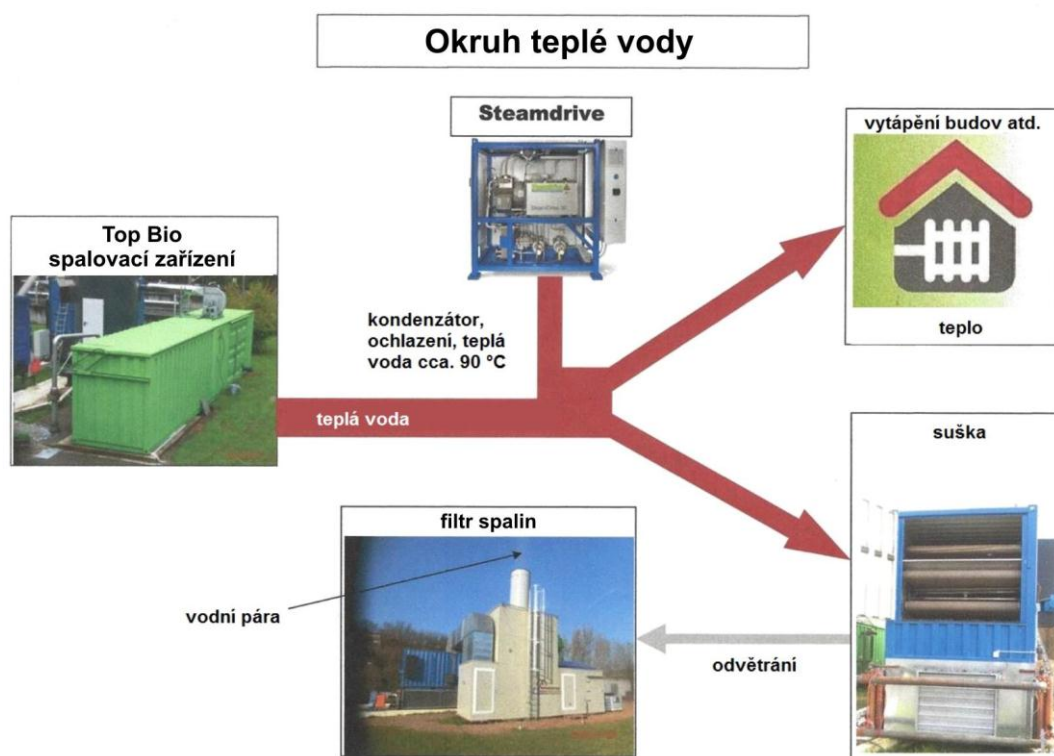 Okruh teplé vody
Steamdrive
vytápění budov atd.
Top Bio
spalovací zařízení
kondenzátor,
ochlazení, teplá
voda cca. 90 °C
teplo
teplá voda
suška
filtr spalin
vodní pára
odvětrání